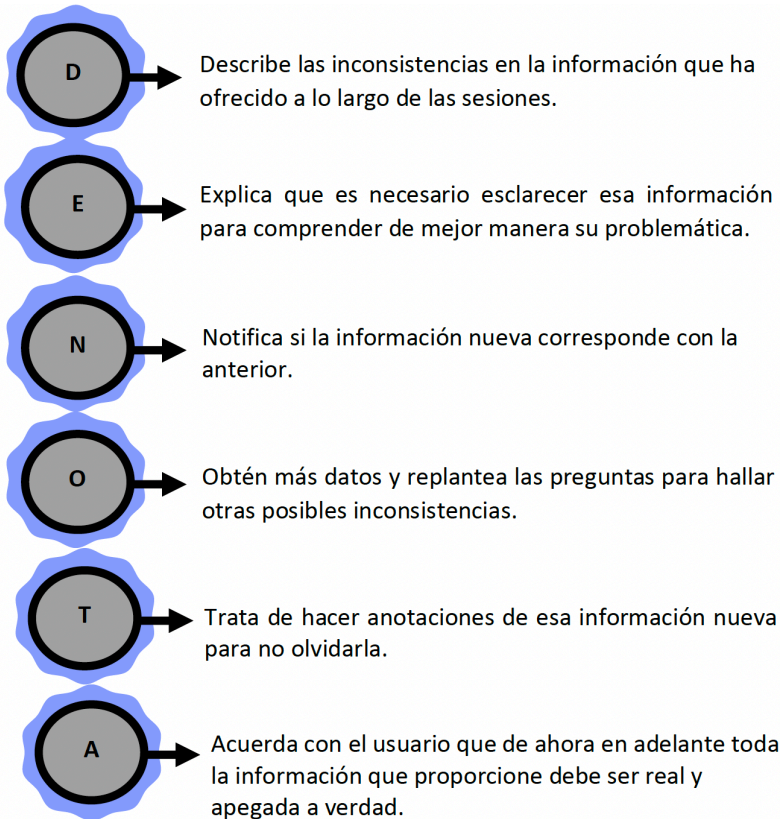 D
Describe las inconsistencias en la información que ha
ofrecido a lo largo de las sesiones.
E
Explica que es necesario esclarecer esa información
para comprender de mejor manera su problemática.
N
Notifica si la información nueva corresponde con la
anterior.
O
Obtén más datos y replantea las preguntas para hallar
otras posibles inconsistencias.
T
Trata de hacer anotaciones de esa información nueva
para no olvidarla.
A
Acuerda con el usuario que de ahora en adelante toda
la información que proporcione debe ser real y
apegada a verdad.